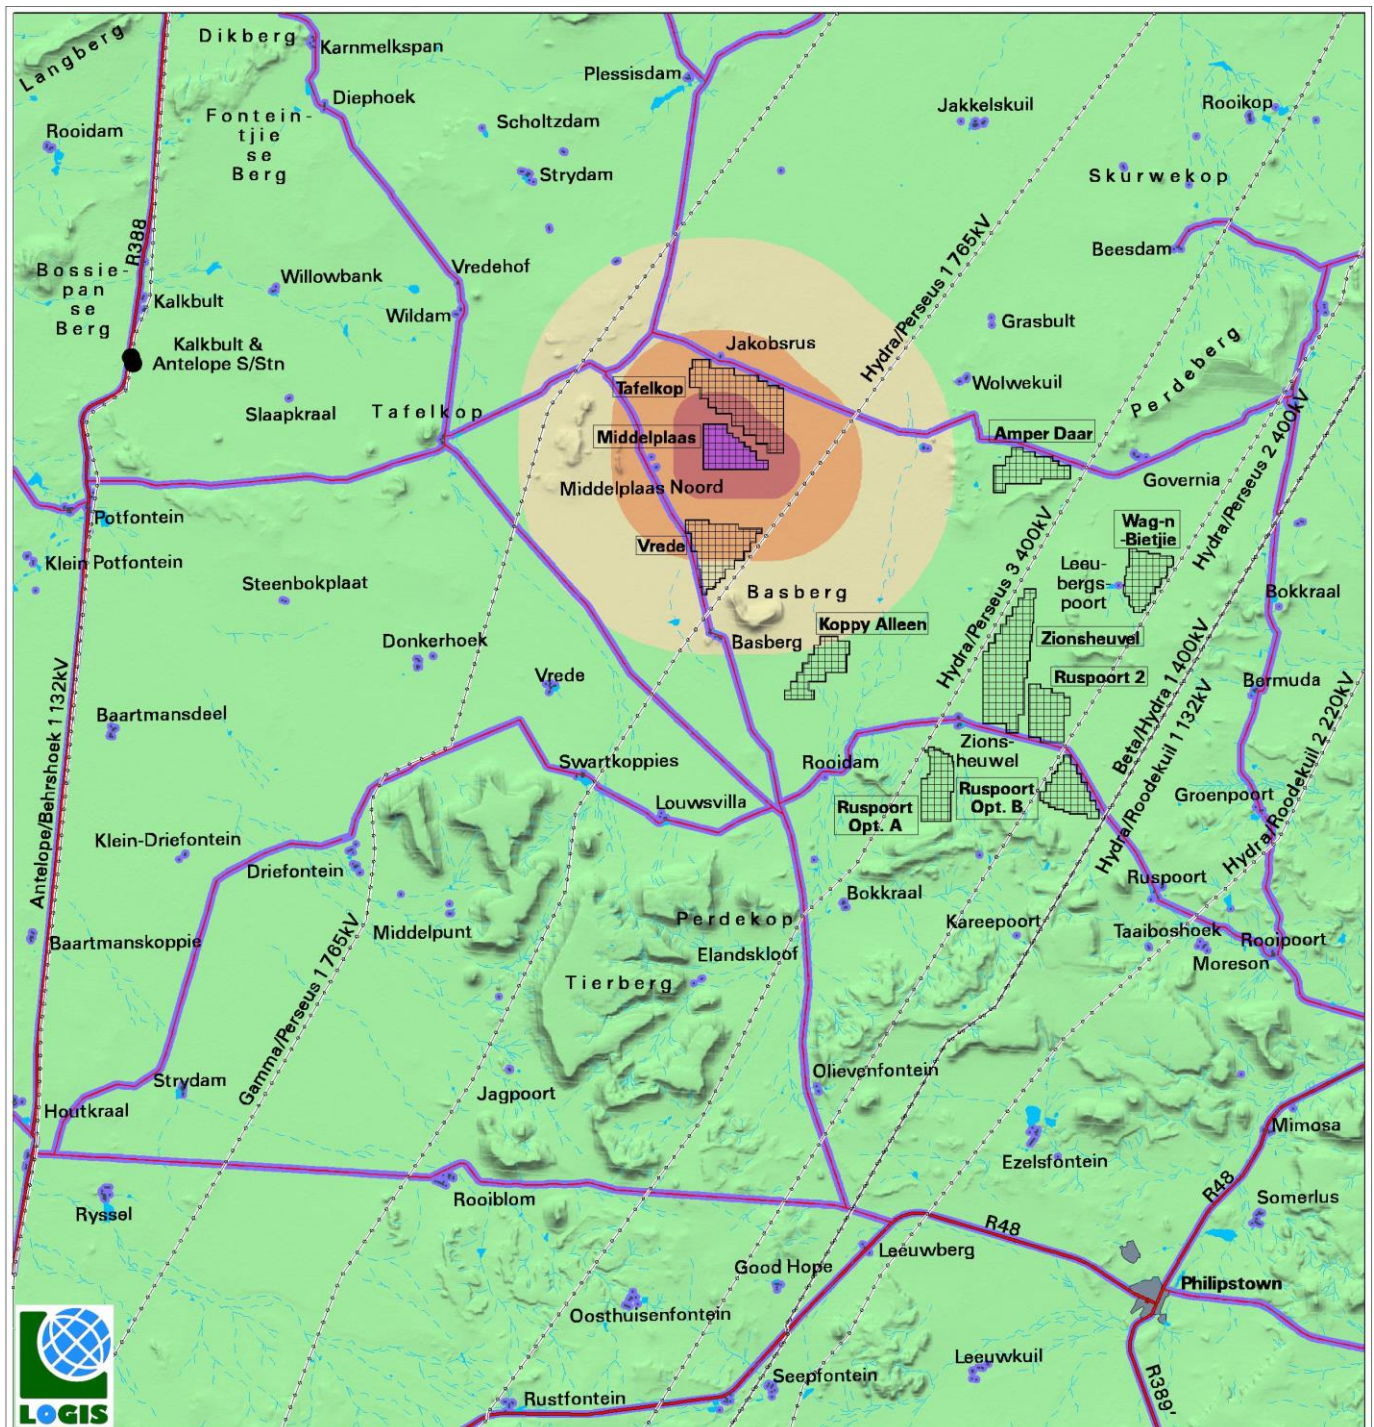 Langberg
Dikberg
Karnmelkspan
Plessisdam
Diephoek
Jakkelskuil
Rooikop
Fontein-
tjie
se
Berg
Scholtzdam
Rooidam
Strydam
Skurwekop
R388
Beesdam
Bossie-
pan
se
Berg
Willowbank
Vredehof
Hydra/Perseus 1 765kV
Kalkbult
Wildam
Grasbult
Kalkbult &
Antelope S/Stn
Jakobsrus
Perdeberg
Tafelkop
Wolwekuil
Slaapkraal
Tafelkop
Middelplaas
Amper Daar
Middelplaas Noord
Governia
Hydra/Perseus 2 400kV
Potfontein
Wag-n
-Bietjie
Vrede
Hydra/Perseus 3 400kV
Klein Potfontein
Leeu-
bergs-
poort
Steenbokplaat
Basberg
Bokkraal
Koppy Alleen
Donkerhoek
Basberg
Zionsheuvel
Ruspoort 2
Vrede
Bermuda
Antelope/Behrshoek 1 132kV
Baartmansdeel
Beta/Hydra 1 400kV
Hydra/Roodekuil 1 132kV
Hydra/Roodekuil 2 220kV
Swartkoppies
Rooidam
Zions-
heuwel
Louwsvilla
Ruspoort
Opt. A
Ruspoort
Opt. B
Groenpoort
Klein-Driefontein
Driefontein
Ruspoort
Bokkraal
Middelpunt
Perdekop
Kareepoort
Taaiboshoek
Baartmanskoppie
Elandskloof
Rooipoort
Moreson
Tierberg
Gamma/Perseus 1 765kV
Strydam
Jagpoort
Olievenfontein
Houtkraal
Mimosa
Ezelsfontein
R48
Rooiblom
Somerlus
Ryssel
R48
Leeuwberg
Good Hope
Philipstown
Oosthuisenfontein
Leeuwkuil
Seepfontein
R389'
Rustfontein
LOGIS